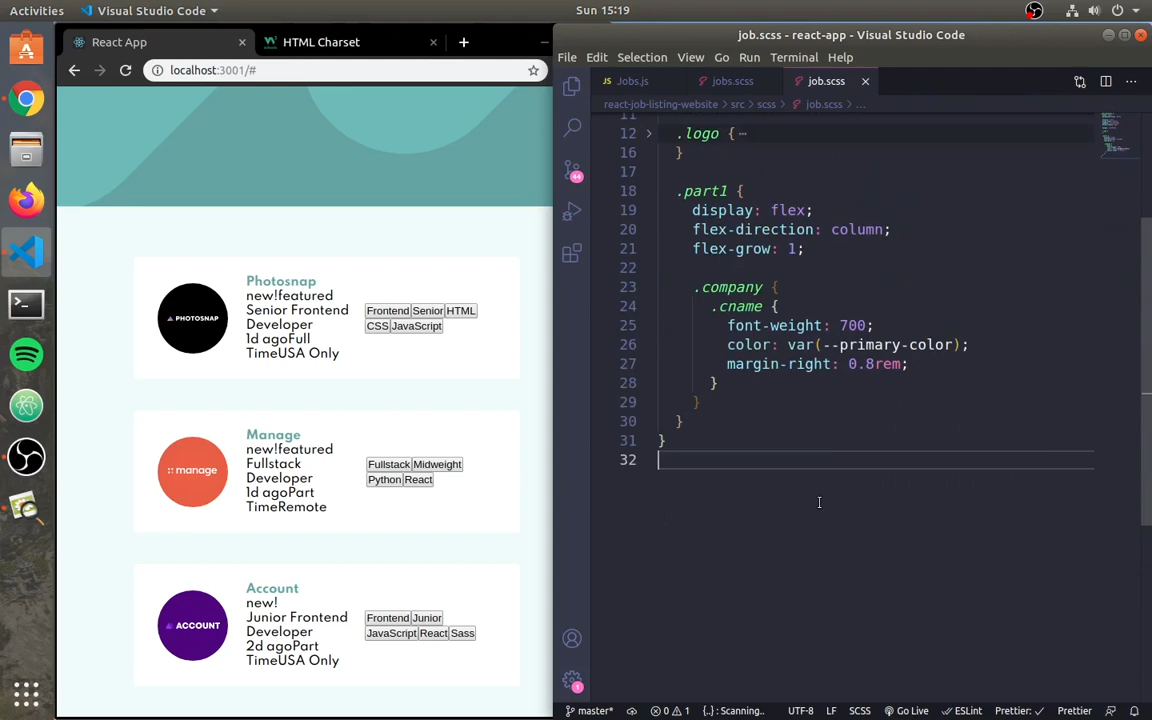 Activities
Visual Studio Code
Sun 15:19
React App
HTML Charset
localhost:3001/#
PHOTOSNAP
Photosnap
new!featured
Senior Frontend
Developer
1d agoFull
TimeUSA Only
Frontend Senior HTML
CSS JavaScript
manage
Manage
new!featured
Fullstack
Developer
1d agoPart
TimeRemote
Fullstack Midweight
Python React
ACCOUNT
Account
new!
Junior Frontend
Developer
2d agoPart
TimeUSA Only
Frontend Junior
JavaScript React Sass
job.scss - react-app - Visual Studio Code
File Edit Selection View Go Run Terminal Help
JS Jobs.js jobs.scss job.scss
react-job-listing-website > src > scss > job.scss > ...
44
11
12 .logo {
16 }
17
18 .part1 {
19 display: flex;
20 flex-direction: column;
21 flex-grow: 1;
22
23 .company {
24 .cname {
25 font-weight: 700;
26 color: var(--primary-color);
27 margin-right: 0.8rem;
28 }
29 }
30 }
31 }
32
1
master* 0 1 {..} : Scanning.. UTF-8 LF SCSS Go Live ESLint Prettier: ✓ Prettier